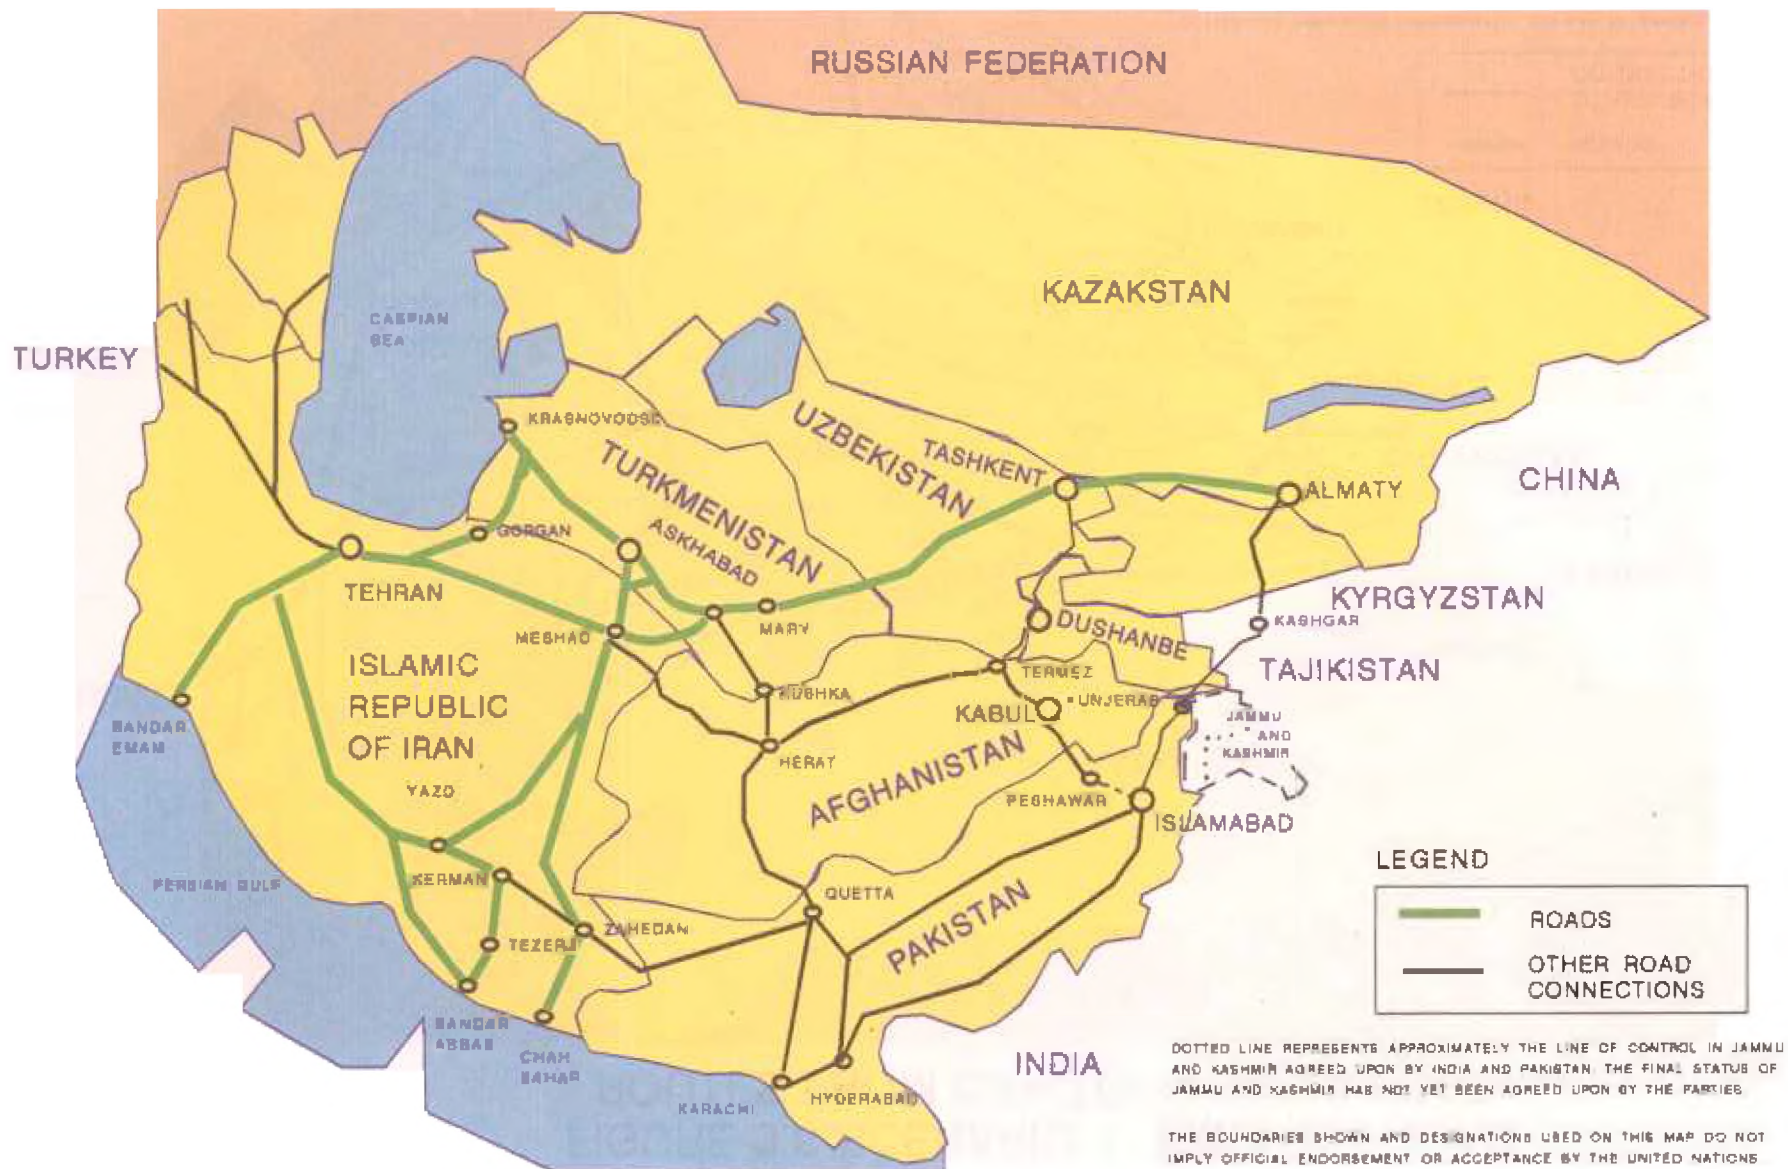 RUSSIAN FEDERATION
KAZAKSTAN
CASPIAN
SEA
TURKEY
KRASNOVODSC
UZBEKISTAN
TASHKENT
TURKMENISTAN
ALMATY
CHINA
GORGAN
ASKHABAD
TEHRAN
KYRGYZSTAN
KASHGAR
MARY
MESHAD
DUSHANBE
TAJIKISTAN
ISLAMIC
REPUBLIC
OF IRAN
TERMEZ
KUSHKA
UNJERAB
KABUL
BANDAR
EMAM
JAMMU
AND
KASHMIR
HERAT
AFGHANISTAN
YAZD
PESHAWAR
ISLAMABAD
PERSIAN GULF
KERMAN
QUETTA
ZAHEDAN
PAKISTAN
BANDAR
ABBAS
CHAH
BAHAR
INDIA
KARACHI
HYDERABAD
LEGEND
ROADS
OTHER ROAD
CONNECTIONS
DOTTED LINE REPRESENTS APPROXIMATELY THE LINE OF CONTROL IN JAMMU
AND KASHMIR AGREED UPON BY INDIA AND PAKISTAN. THE FINAL STATUS OF
JAMMU AND KASHMIR HAS NOT YET BEEN AGREED UPON BY THE PARTIES
THE BOUNDARIES SHOWN AND DESIGNATIONS USED ON THIS MAP DO NOT
IMPLY OFFICIAL ENDORSEMENT OR ACCEPTANCE BY THE UNITED NATIONS